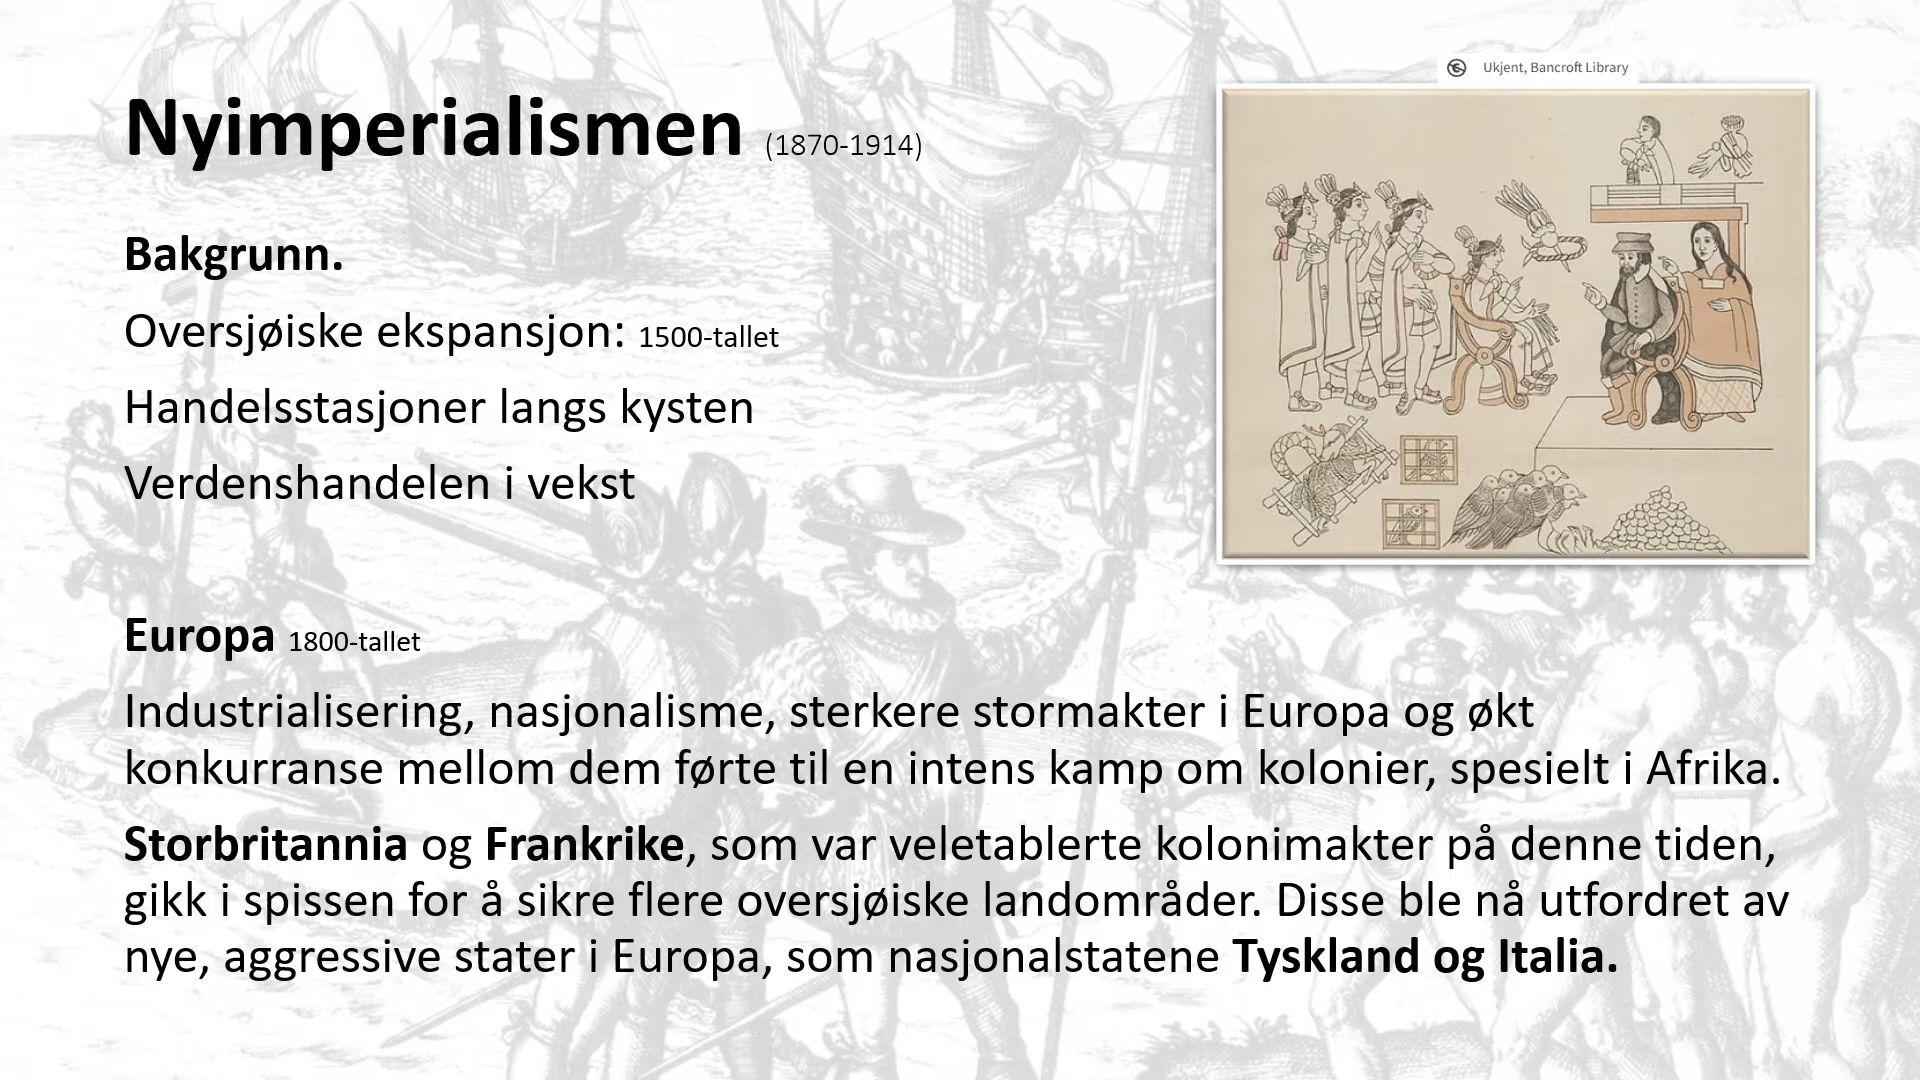 Ukjent, Bancroft Library
Nyimperialismen (1870-1914)
Bakgrunn.
Oversjøiske ekspansjon: 1500-tallet
Handelsstasjoner langs kysten
Verdenshandelen i vekst
Europa 1800-tallet
Industrialisering, nasjonalisme, sterkere stormakter i Europa og økt
konkurranse mellom dem førte til en intens kamp om kolonier, spesielt i Afrika.
Storbritannia og Frankrike, som var veletablerte kolonimakter på denne tiden,
gikk i spissen for å sikre flere oversjøiske landområder. Disse ble nå utfordret av
nye, aggressive stater i Europa, som nasjonalstatene Tyskland og Italia.